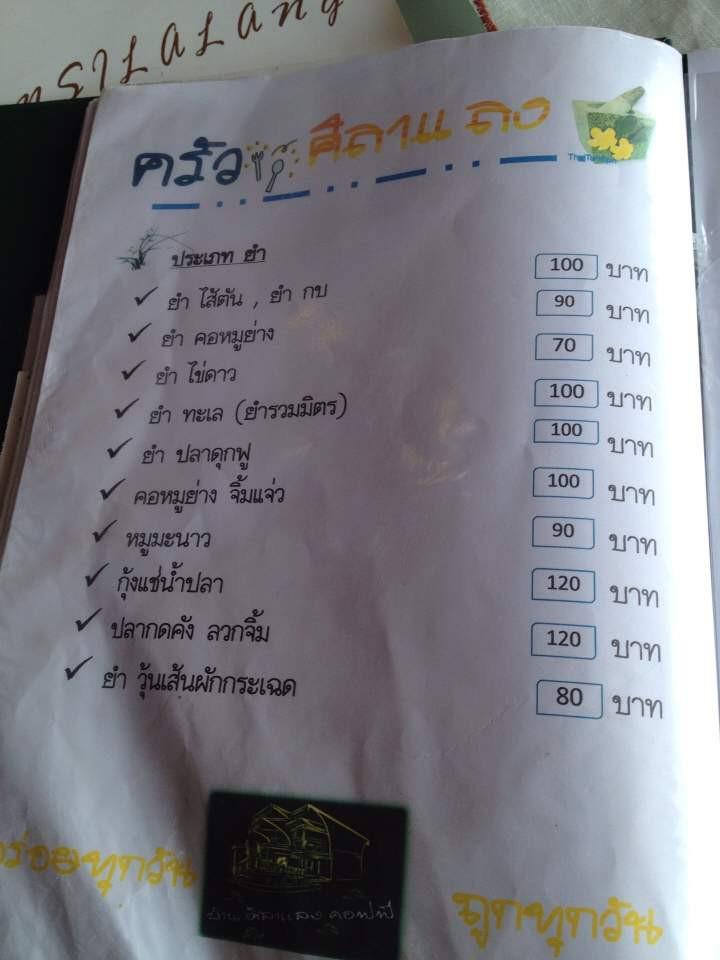 SILALANG
ครัว ศิลาแลง
ประเภท ยำ
✓ ยำ ไส้ตัน , ยำ กบ 100 บาท
✓ ยำ คอหมูย่าง 90 บาท
✓ ยำ ไข่ดาว 70 บาท
✓ ยำ ทะเล (ยำรวมมิตร) 100 บาท
✓ ยำ ปลาดุกฟู 100 บาท
✓ คอหมูย่าง จิ้มแจ่ว 100 บาท
✓ หมูมะนาว 90 บาท
✓ กุ้งแช่น้ำปลา 120 บาท
✓ ปลากดคัง ลวกจิ้ม 120 บาท
✓ ยำ วุ้นเส้นผักกระเฉด 80 บาท
บ้าน ศิลาแลง คอฟฟี่
อร่อยทุกวัน
ถูกทุกวัน